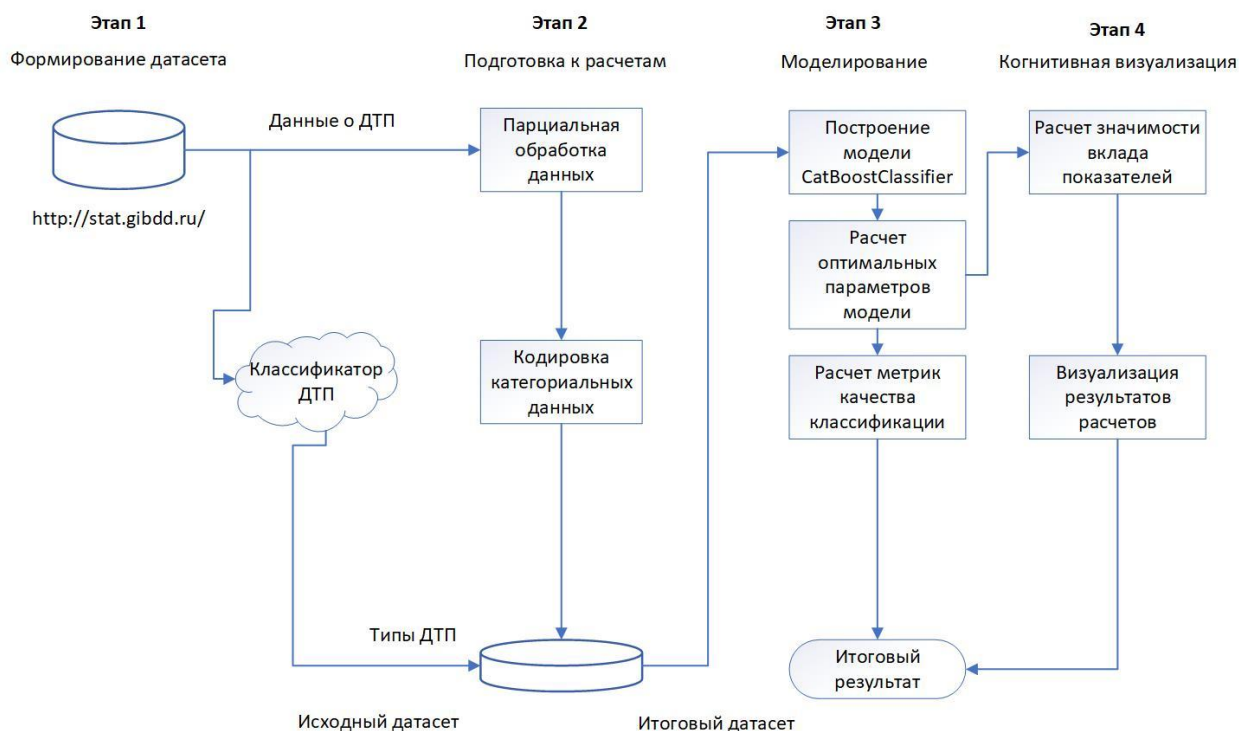 Этап 1
Формирование датасета
Этап 2
Подготовка к расчетам
Этап 3
Моделирование
Этап 4
Когнитивная визуализация
http://stat.gibdd.ru/
Данные о ДТП
Классификатор
ДТП
Типы ДТП
Исходный датасет
Парциальная
обработка
данных
Кодировка
категориальных
данных
Итоговый датасет
Построение
модели
CatBoostClassifier
Расчет
оптимальных
параметров
модели
Расчет метрик
качества
классификации
Итоговый
результат
Расчет значимости
вклада
показателей
Визуализация
результатов
расчетов